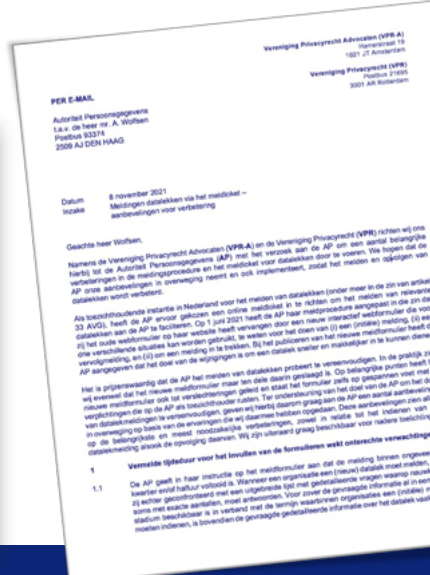 Vereniging Privacyrecht Advocaten (VPR-A)
Hamerstraat 19
1021 JT Amsterdam
Vereniging Privacyrecht (VPR)
Postbus 21695
3001 AR Rotterdam
PER E-MAIL
Autoriteit Persoonsgegevens
t.a.v. de heer mr. A. Wolfsen
Postbus 93374
2509 AJ DEN HAAG
Datum 8 november 2021
Inzake Meldingen datalekken via het meldloket –
aanbevelingen voor verbetering
Geachte heer Wolfsen,
Namens de Vereniging Privacyrecht Advocaten (VPR-A) en de Vereniging Privacyrecht (VPR) richten wij ons
hierbij tot de Autoriteit Persoonsgegevens (AP) met het verzoek aan de AP om een aantal belangrijke
verbeteringen in de meldingsprocedure en het meldloket voor datalekken door te voeren. We hopen dat de
AP onze aanbevelingen in overweging neemt en ook implementeert, zodat het melden en opvolgen van
datalekken wordt verbeterd.
Als toezichthoudende instantie in Nederland voor het melden van datalekken (onder meer in de zin van artikel
33 AVG), heeft de AP ervoor gekozen een online meldloket in te richten om het melden van relevante
datalekken aan de AP te faciliteren. Op 1 juni 2021 heeft de AP haar meldprocedure aangepast in die zin dat
zij het oude webformulier op haar website heeft vervangen door een nieuw interactief webformulier die voor
drie verschillende situaties kan worden gebruikt, te weten voor het doen van (i) een (initiële) melding, (ii) een
vervolgmelding, en (iii) om een melding in te trekken. Bij het publiceren van het nieuwe meldformulier heeft de
AP aangegeven dat het doel van de wijzigingen is om een datalek sneller en makkelijker in te kunnen dienen
Het is prijzenswaardig dat de AP het melden van datalekken probeert te vereenvoudigen. In de praktijk zien
wij evenwel dat het nieuwe meldformulier maar ten dele daarin geslaagd is. Op belangrijke punten heeft het
nieuwe meldformulier ook tot verslechteringen geleid en staat het formulier zelfs op gespannen voet met
verplichtingen die op de AP als toezichthouder rusten. Ter ondersteuning van het doel van de AP om het doen
van datalekmeldingen te vereenvoudigen, geven wij hierbij daarom graag aan de AP een aantal aanbevelingen
in overweging op basis van de ervaringen die wij daarmee hebben opgedaan. Deze aanbevelingen zien alleen
op de belangrijkste en meest noodzakelijke verbeteringen, zowel in relatie tot het indienen van
datalekmelding alsook de opvolging daarvan. Wij zijn uiteraard graag beschikbaar voor nadere toelichting
1 Vermelde tijdsduur voor het invullen van de formulieren wekt onterechte verwachtingen
1.1 De AP geeft in haar instructie op het meldformulier aan dat de melding binnen ongeveer
kwartier en/of halfuur voltooid is. Wanneer een organisatie een (nieuw) datalek moet melden,
zij echter geconfronteerd met een uitgebreide lijst met gedetailleerde vragen waarop
soms met exacte aantallen, moet antwoorden. Voor zover de gevraagde informatie al in een
stadium beschikbaar is in verband met de termijn waarbinnen organisaties een (initiële)
moeten indienen, is bovendien de gevraagde gedetailleerde informatie over het datalek vaak